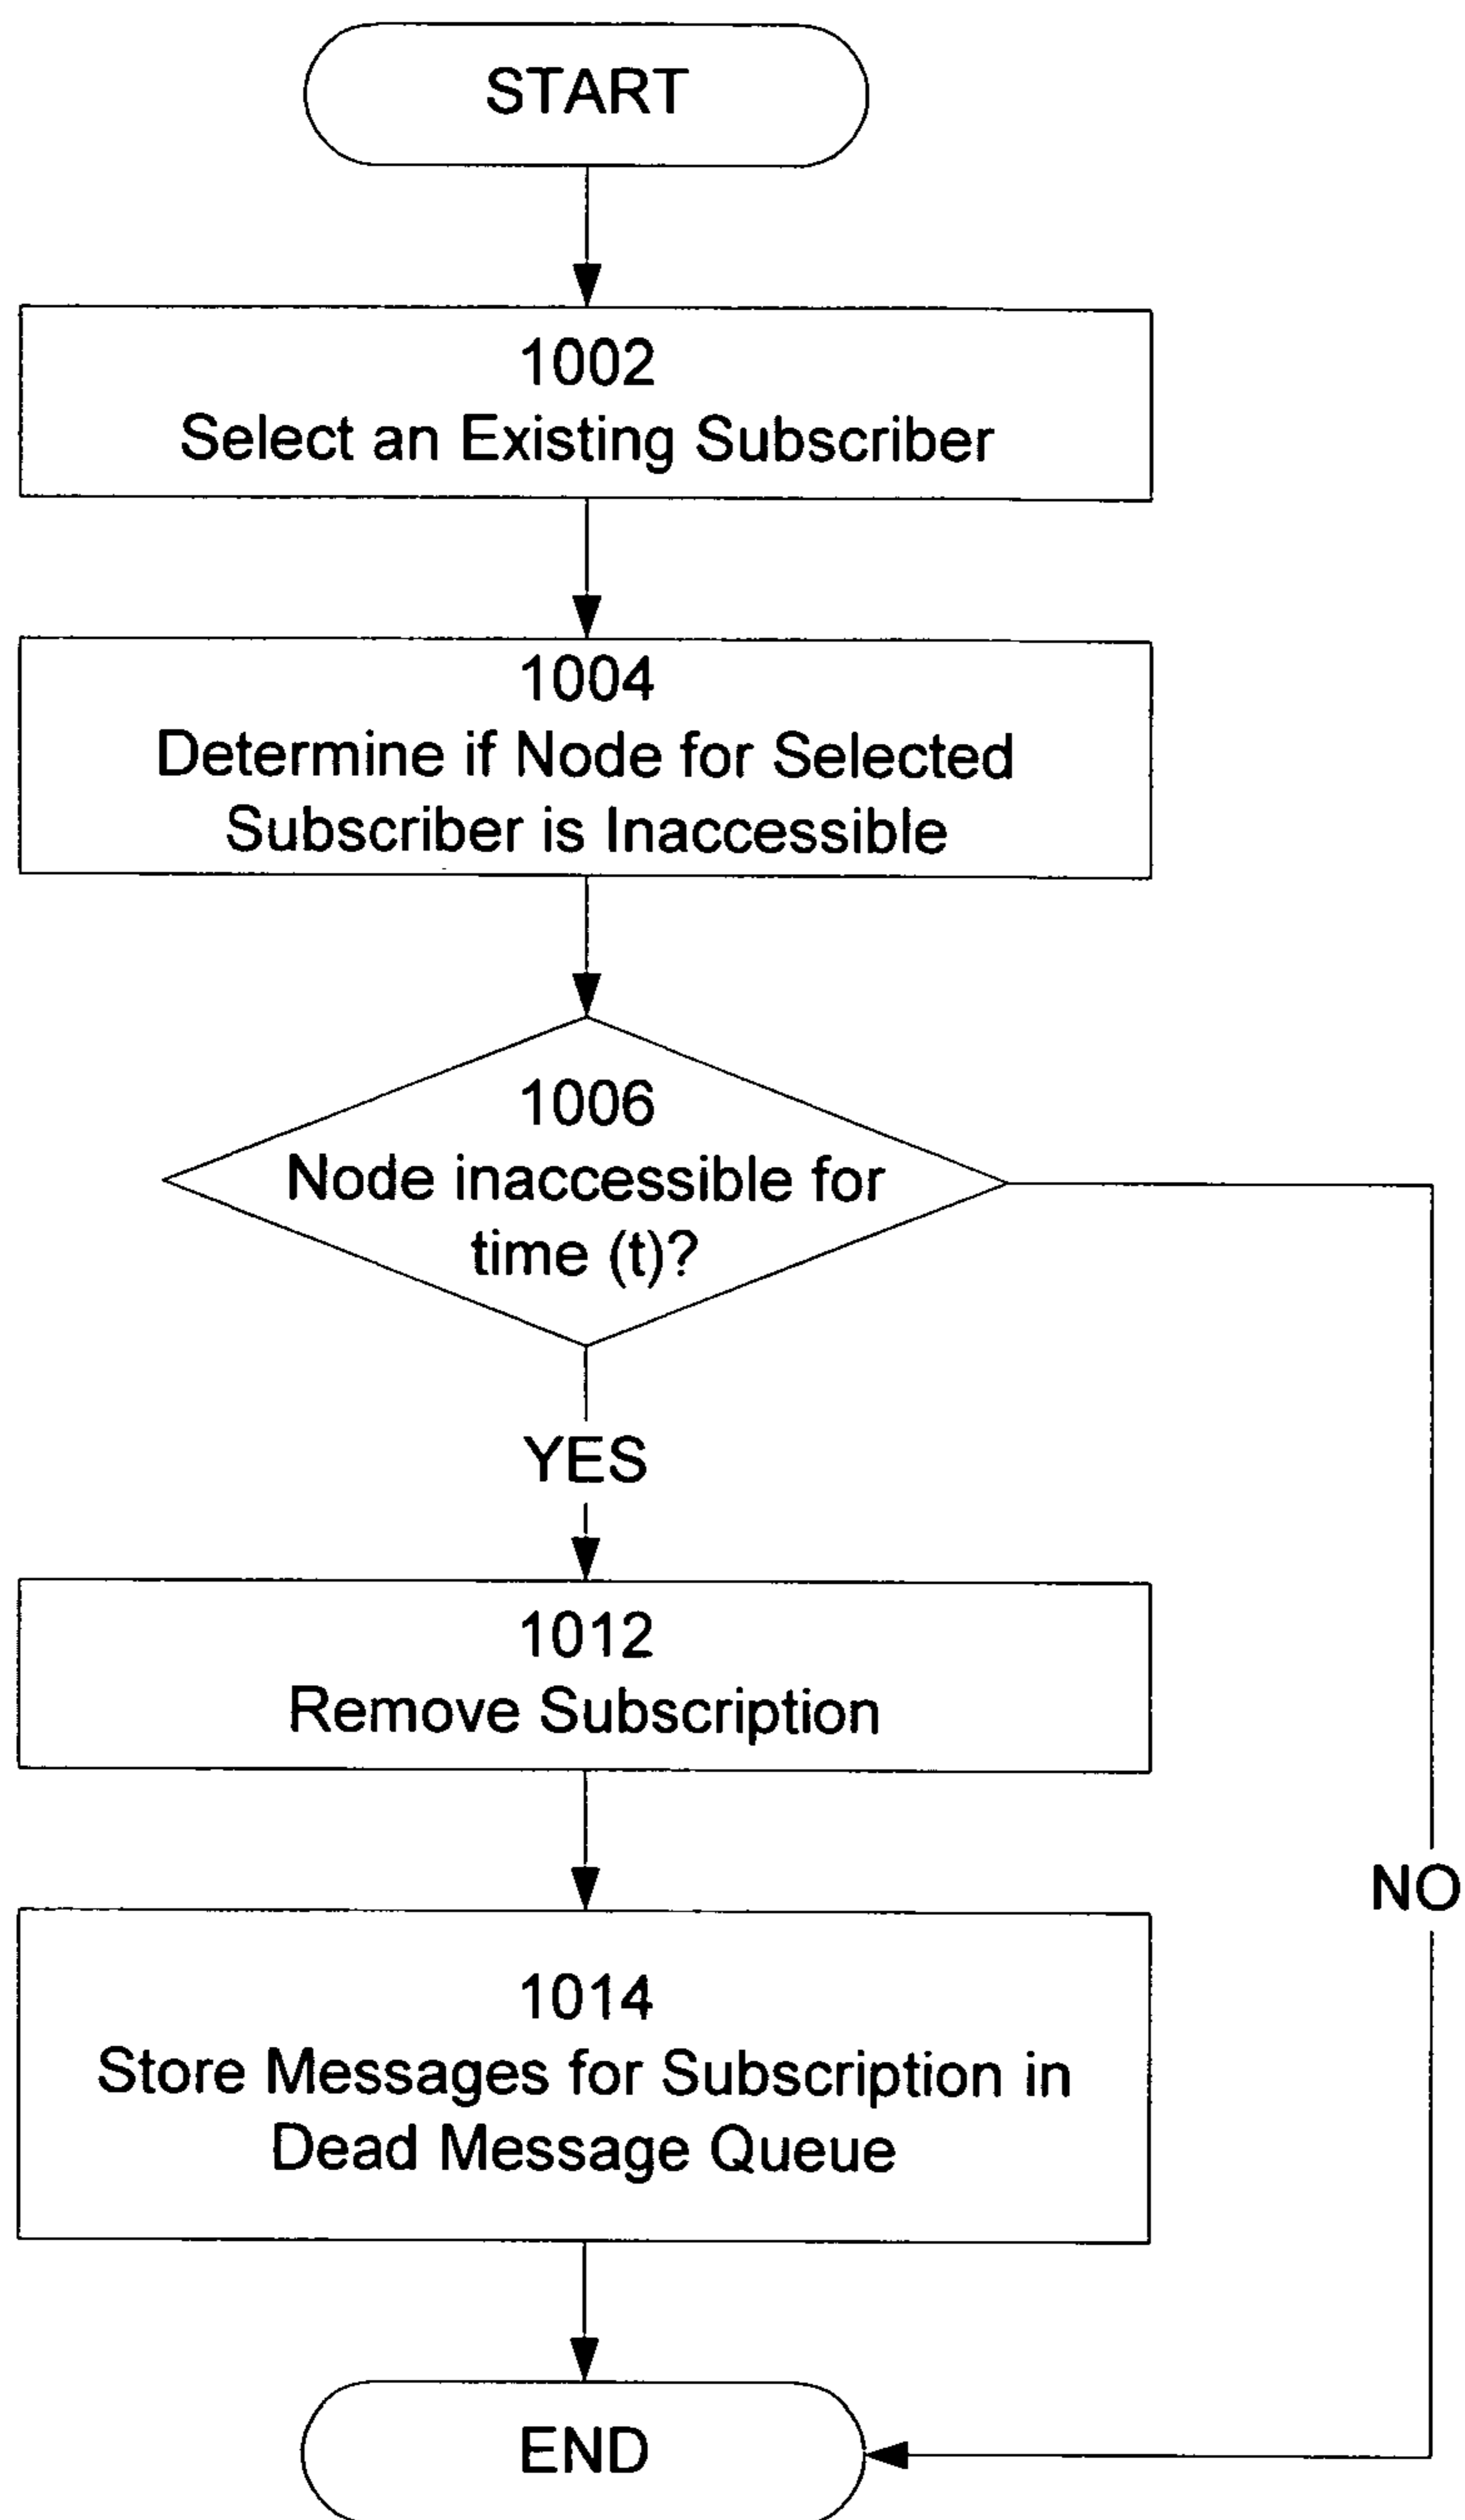 START
1002
Select an Existing Subscriber
1004
Determine if Node for Selected
Subscriber is Inaccessible
1006
Node inaccessible for
time (t)?
YES
1012
Remove Subscription
NO
1014
Store Messages for Subscription in
Dead Message Queue
END